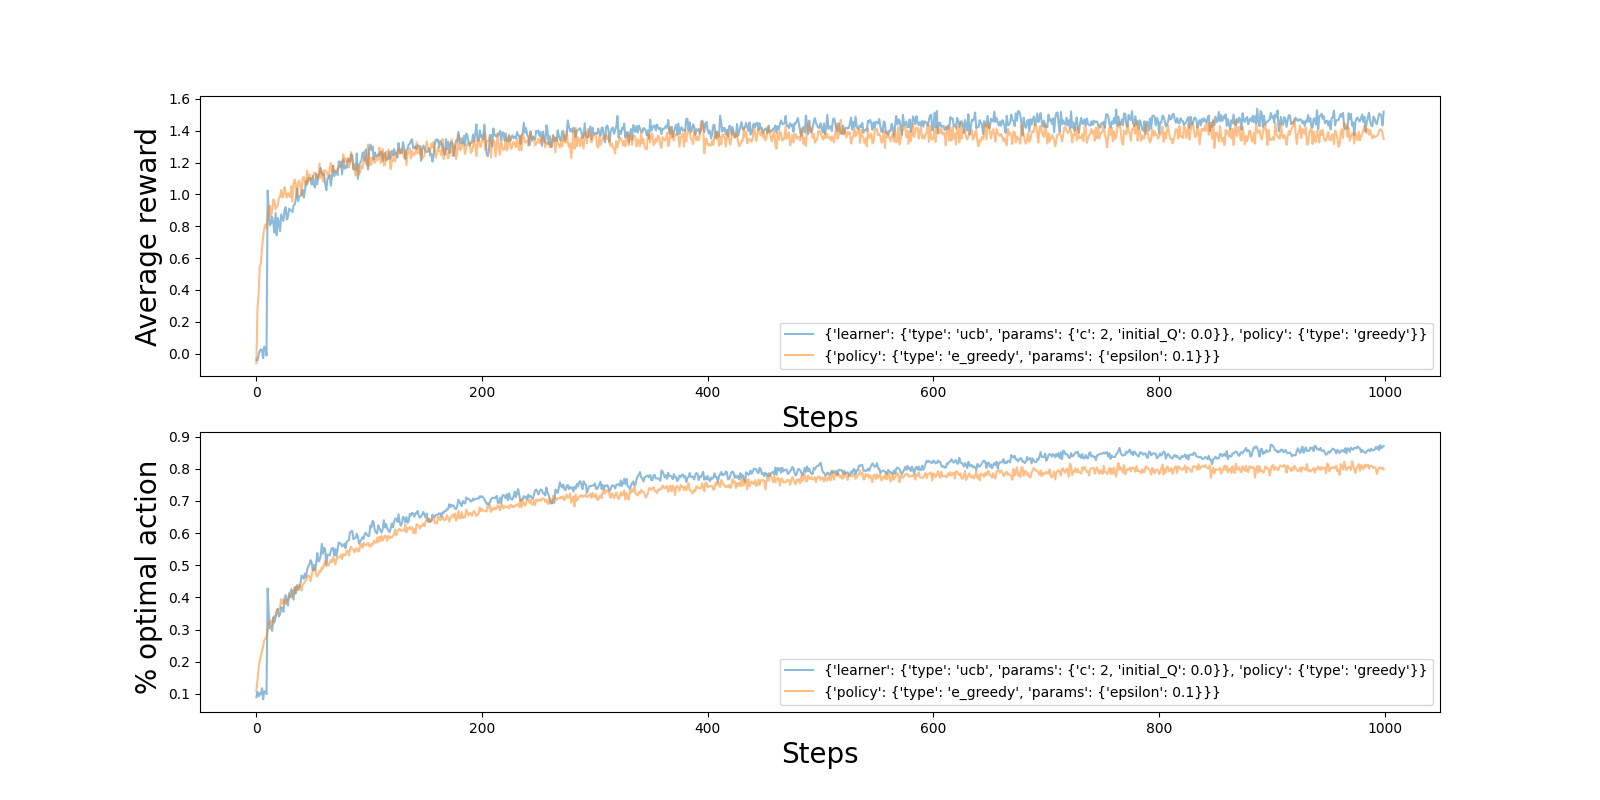 1.6
1.4
1.2
1.0
0.8
0.6
0.4
0.2
0.0
Average reward
{'learner': {'type': 'ucb', 'params': {'c': 2, 'initial_Q': 0.0}}, 'policy': {'type': 'greedy'}}
{'policy': {'type': 'e_greedy', 'params': {'epsilon': 0.1}}}
0 200 400 600 800 1000
Steps
0.9
0.8
0.7
0.6
0.5
0.4
0.3
0.2
0.1
% optimal action
{'learner': {'type': 'ucb', 'params': {'c': 2, 'initial_Q': 0.0}}, 'policy': {'type': 'greedy'}}
{'policy': {'type': 'e_greedy', 'params': {'epsilon': 0.1}}}
0 200 400 600 800 1000
Steps